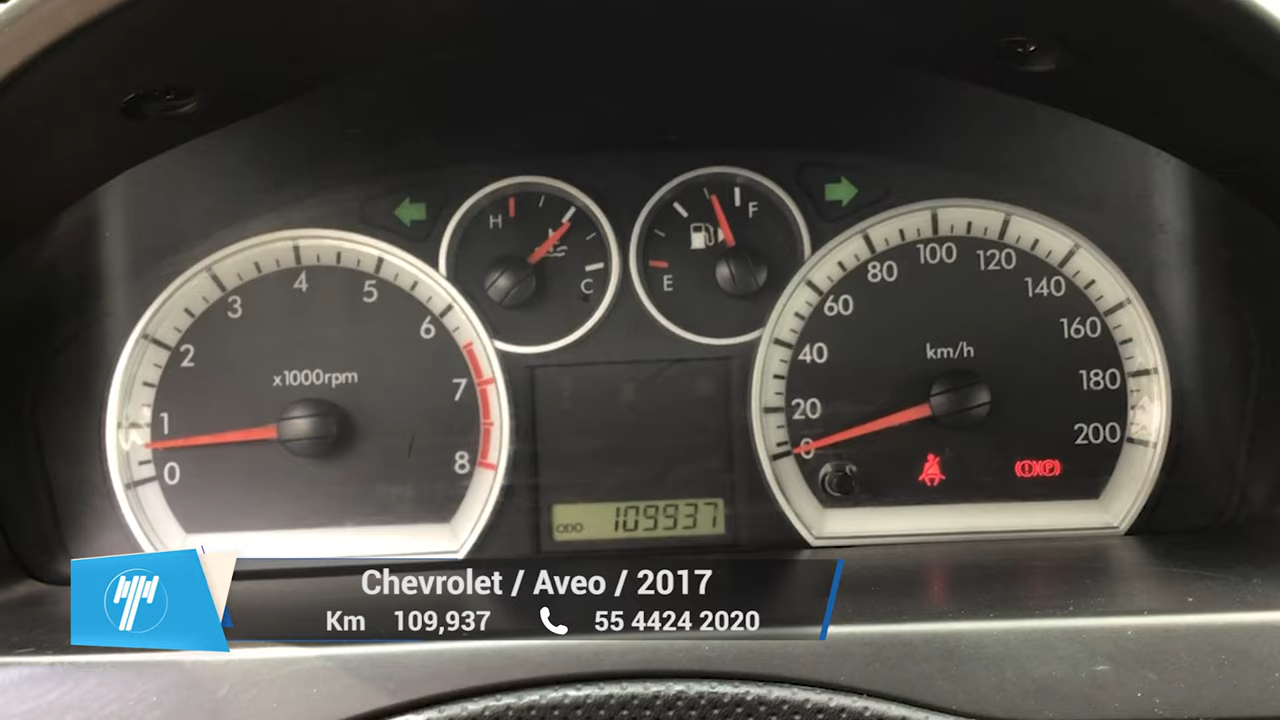 H
C
F
E
0
1
2
3
4
5
6
7
8
x1000rpm
0
20
40
60
80
100
120
140
160
180
200
km/h
ODO 109937
Chevrolet / Aveo / 2017
Km 109,937 55 4424 2020